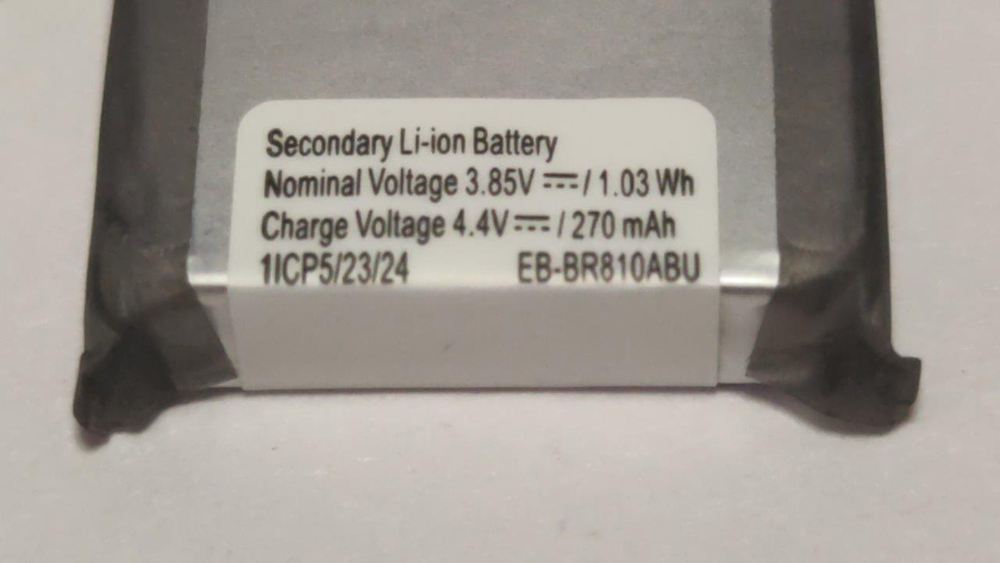 Secondary Li-ion Battery
Nominal Voltage 3.85V ⎓ / 1.03 Wh
Charge Voltage 4.4V ⎓ / 270 mAh
1ICP5/23/24 EB-BR810ABU